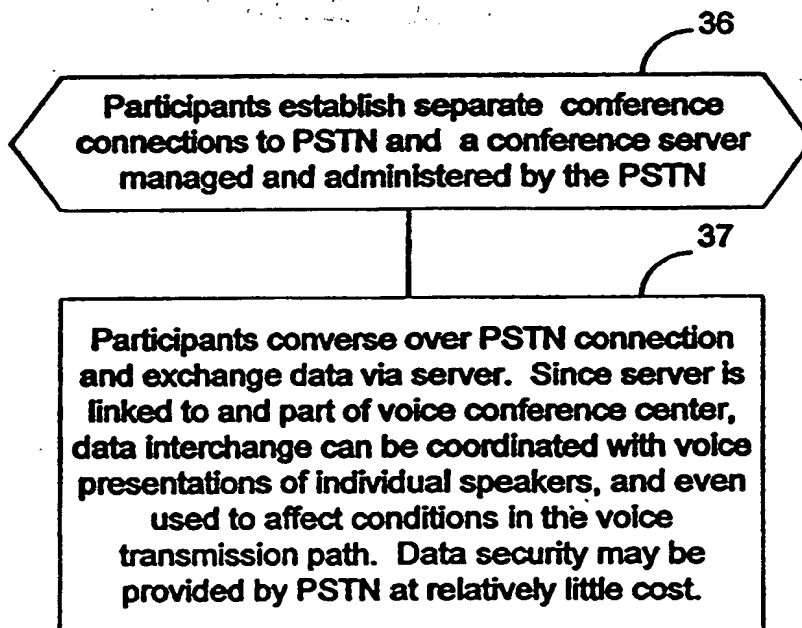 36
Participants establish separate conference
connections to PSTN and a conference server
managed and administered by the PSTN
37
Participants converse over PSTN connection
and exchange data via server. Since server is
linked to and part of voice conference center,
data interchange can be coordinated with voice
presentations of individual speakers, and even
used to affect conditions in the voice
transmission path. Data security may be
provided by PSTN at relatively little cost.